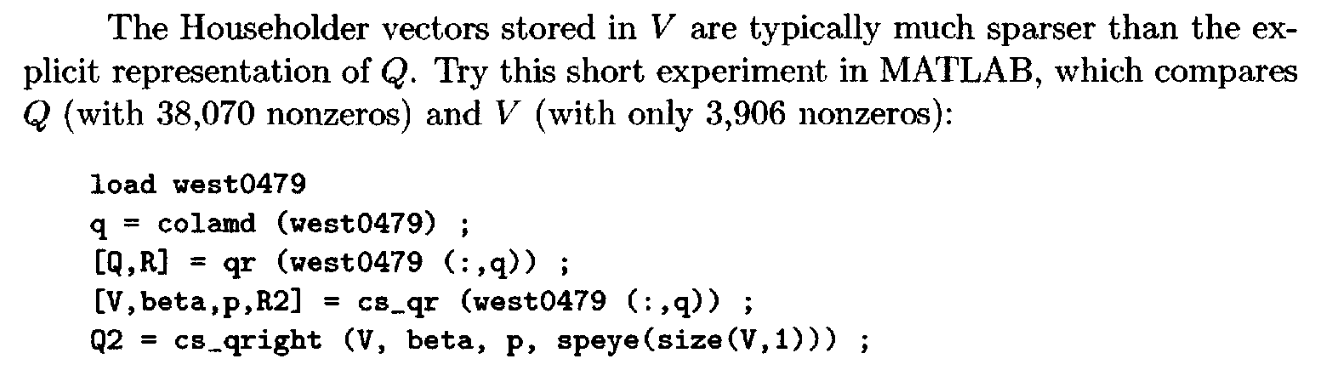 The Householder vectors stored in V are typically much sparser than the ex-
plicit representation of Q. Try this short experiment in MATLAB, which compares
Q (with 38,070 nonzeros) and V (with only 3,906 nonzeros):
load west0479
q = colamd (west0479) ;
[Q,R] = qr (west0479 (:,q)) ;
[V,beta,p,R2] = cs_qr (west0479 (:,q)) ;
Q2 = cs_qright (V, beta, p, speye(size(V,1))) ;